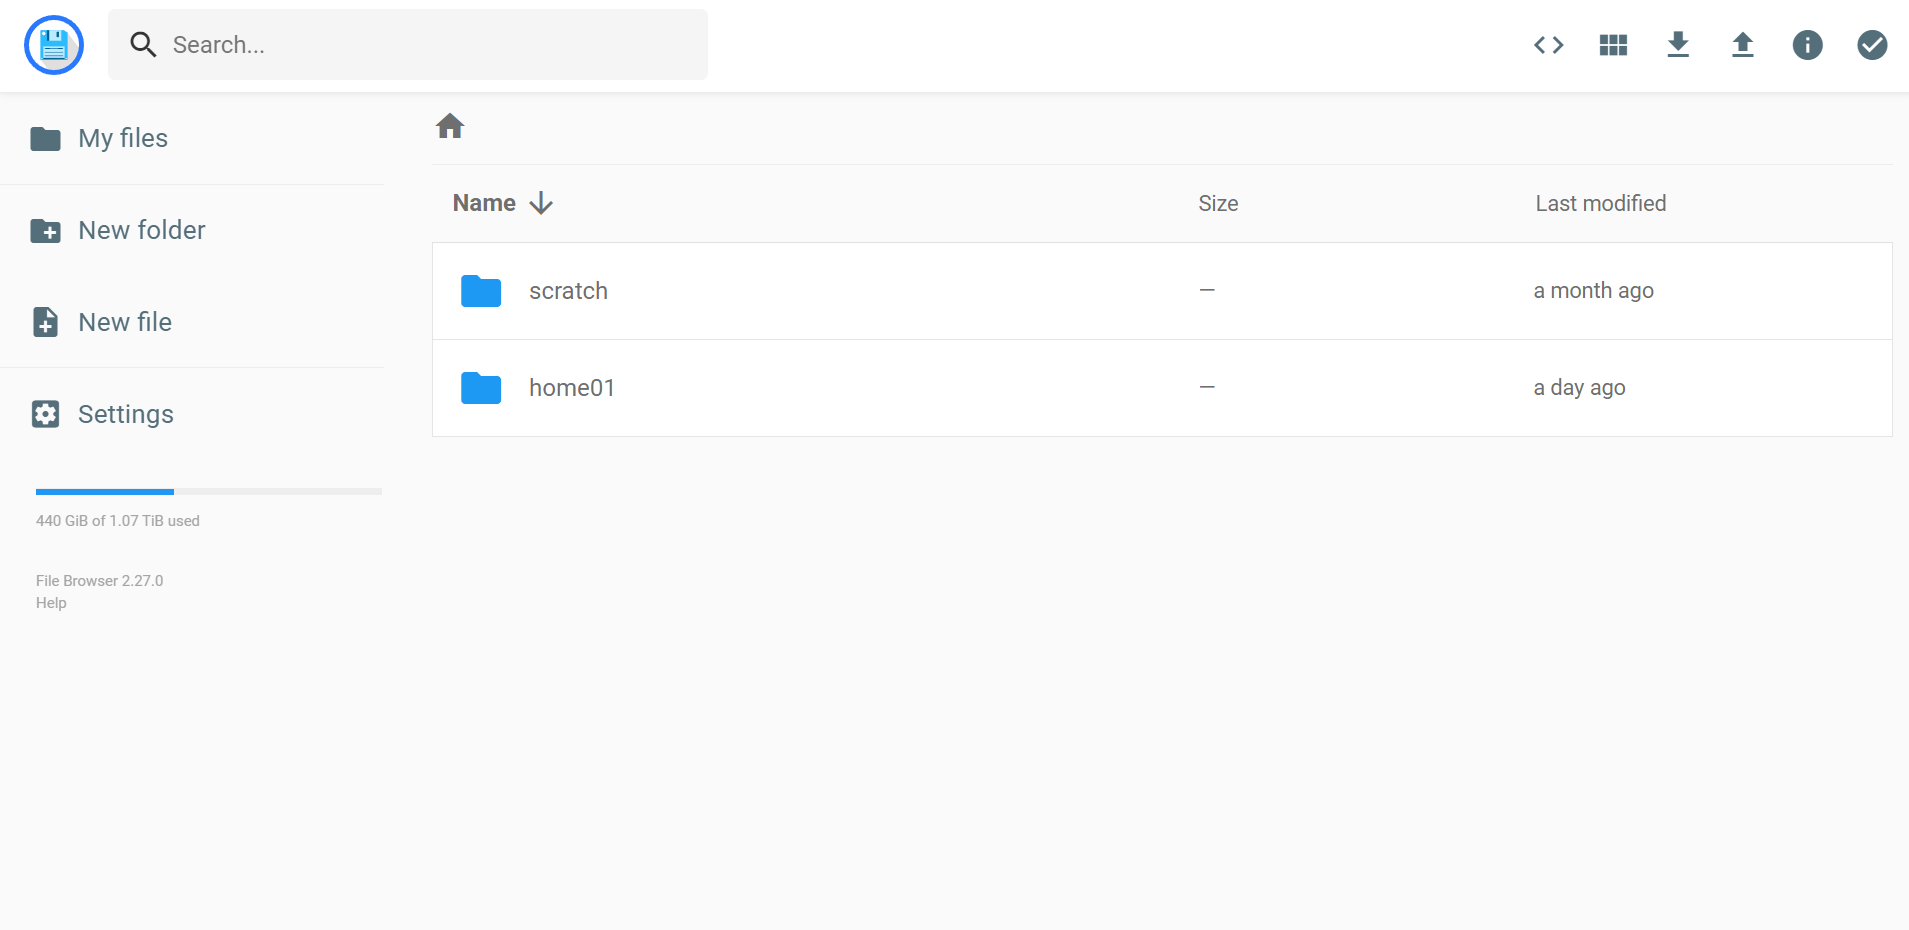 Search...
My files
New folder
New file
Settings
440 GiB of 1.07 TiB used
File Browser 2.27.0
Help
Name Size Last modified
scratch — a month ago
home01 — a day ago